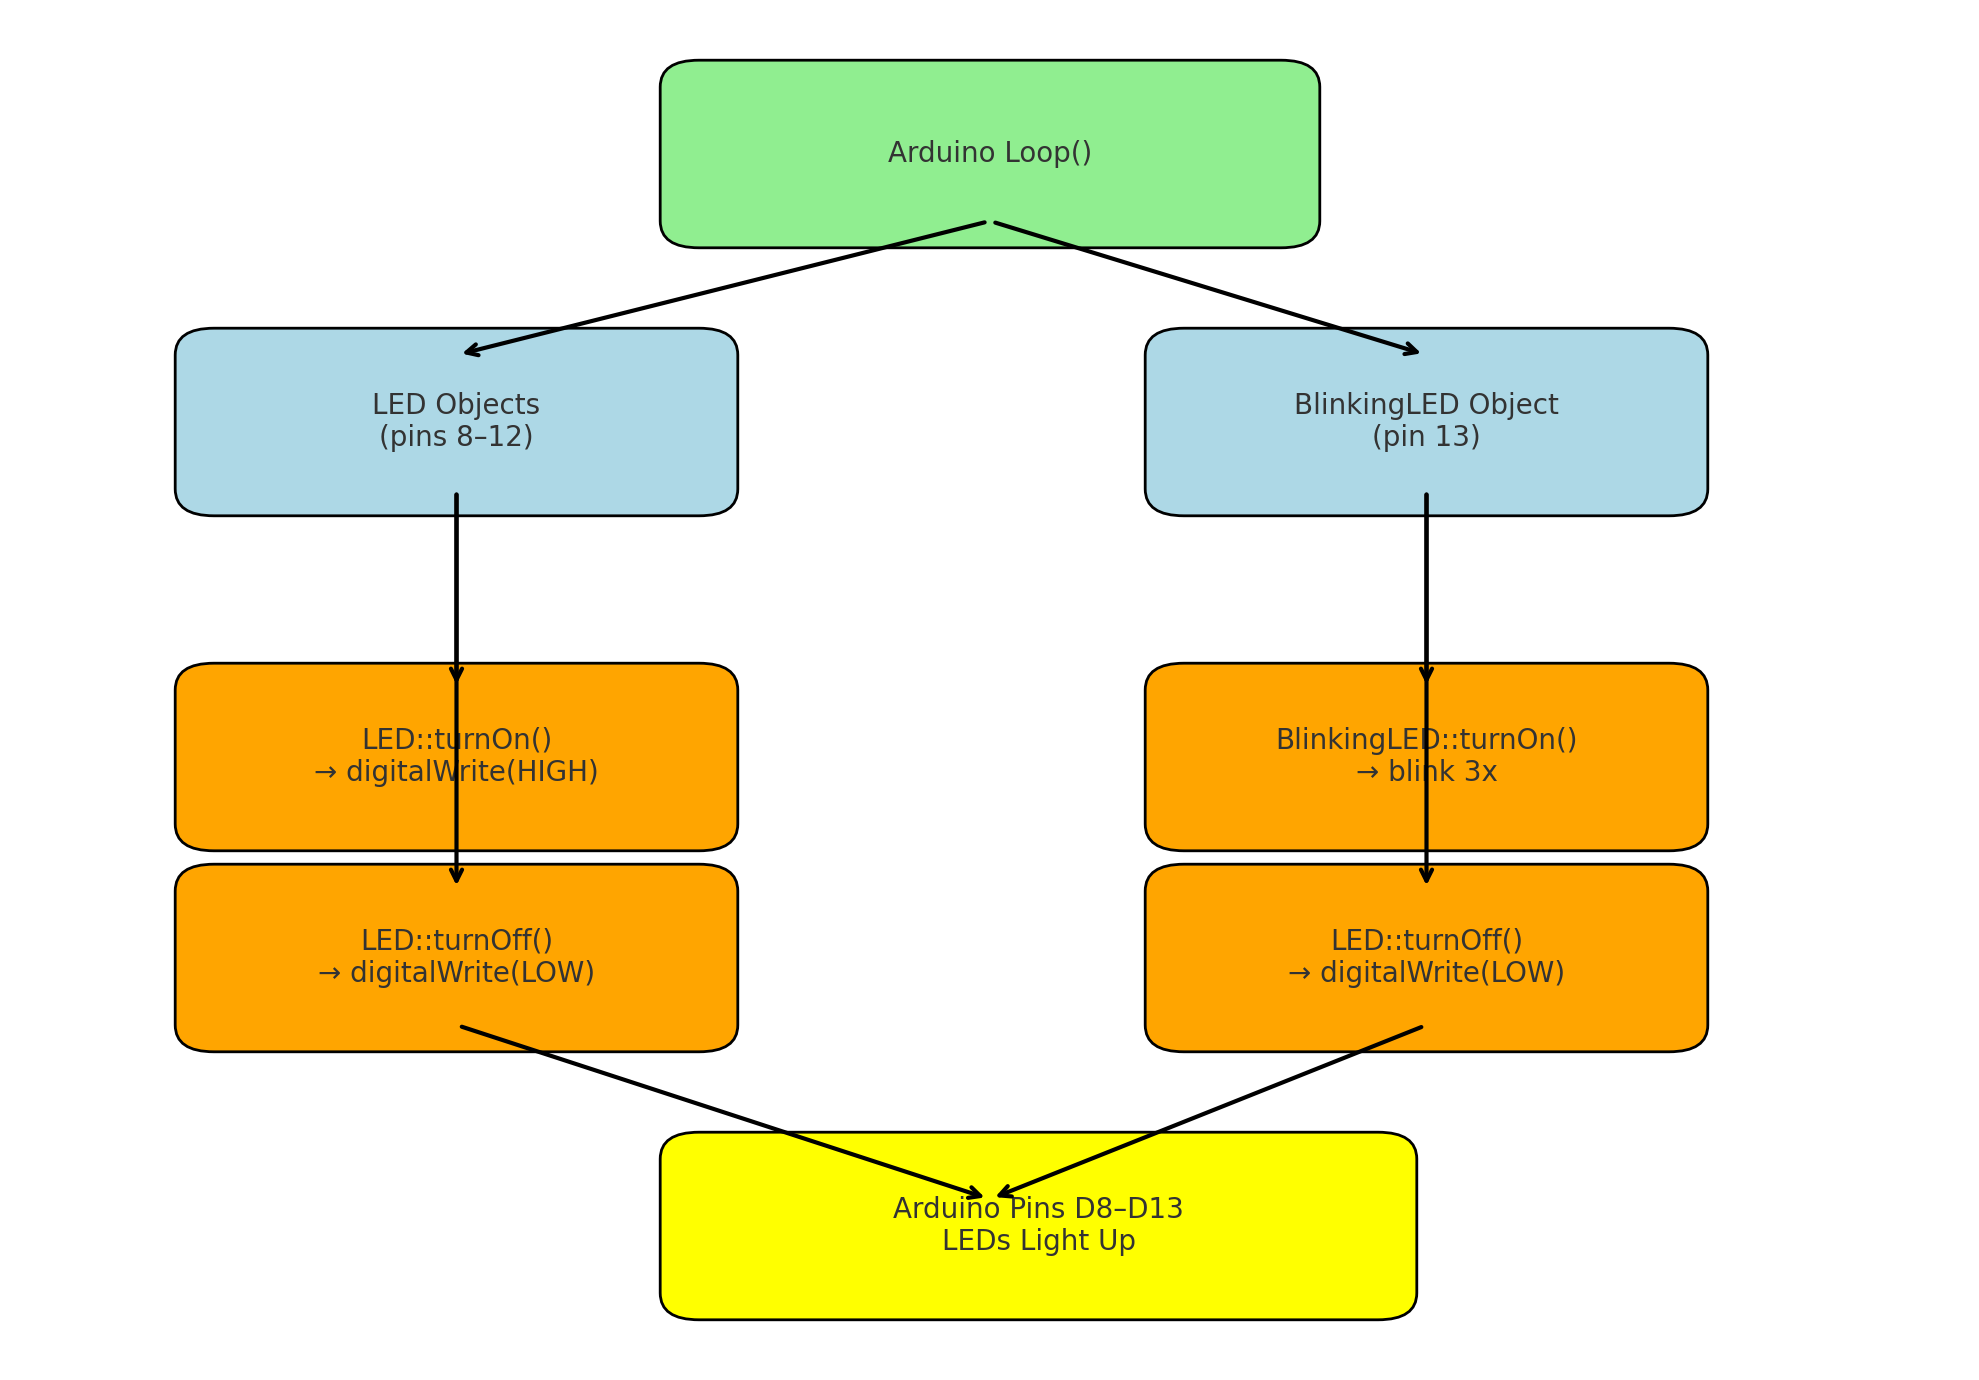 Arduino Loop()
LED Objects
(pins 8–12)
BlinkingLED Object
(pin 13)
LED::turnOn()
→ digitalWrite(HIGH)
BlinkingLED::turnOn()
→ blink 3x
LED::turnOff()
→ digitalWrite(LOW)
LED::turnOff()
→ digitalWrite(LOW)
Arduino Pins D8–D13
LEDs Light Up